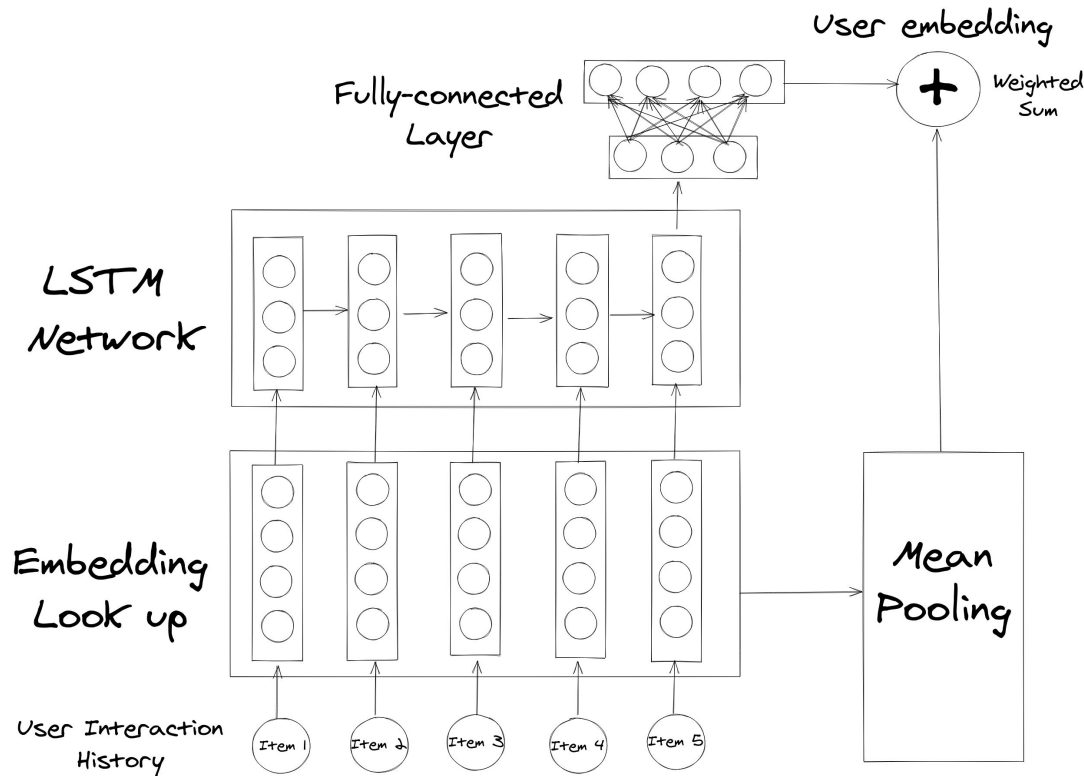 User embedding
+
Weighted
Sum
Fully-connected
Layer
LSTM
Network
Embedding
Look up
Mean
Pooling
User Interaction
History
Item 1
Item 2
Item 3
Item 4
Item 5